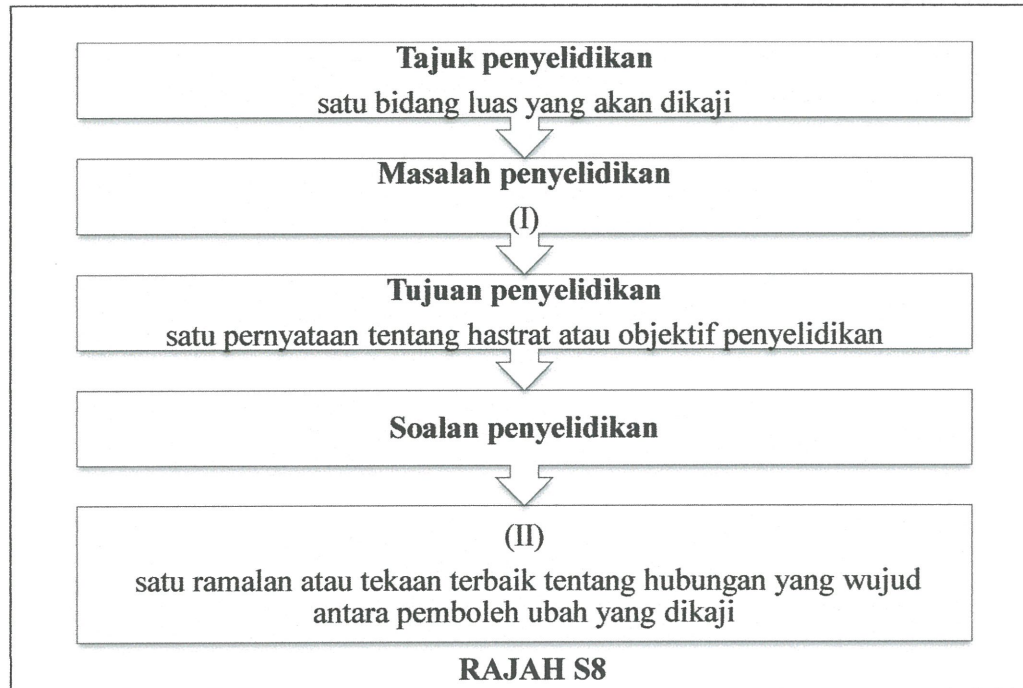 Tajuk penyelidikan
satu bidang luas yang akan dikaji
Masalah penyelidikan
(I)
Tujuan penyelidikan
satu pernyataan tentang hastrat atau objektif penyelidikan
Soalan penyelidikan
(II)
satu ramalan atau tekaan terbaik tentang hubungan yang wujud
antara pemboleh ubah yang dikaji
RAJAH S8